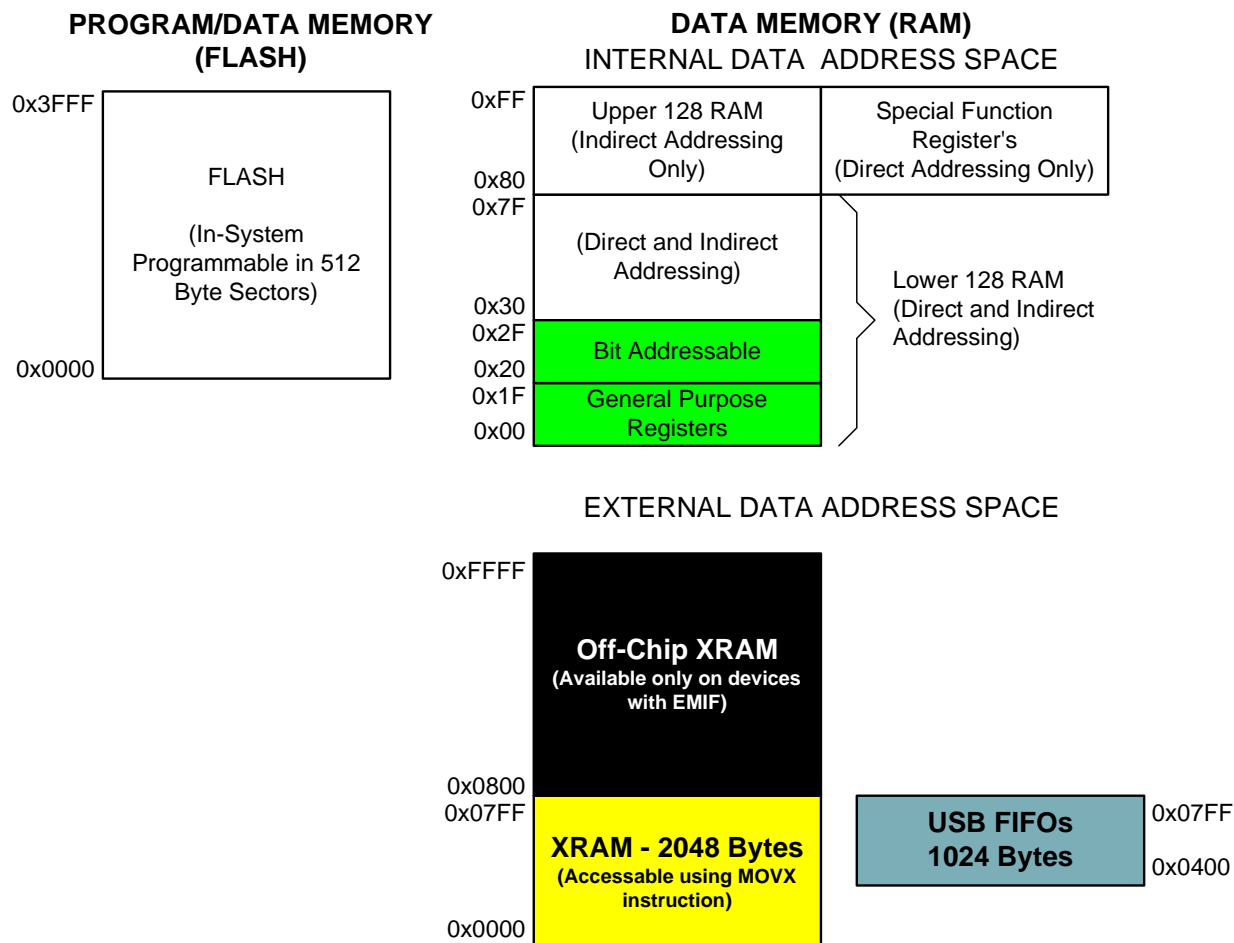 PROGRAM/DATA MEMORY
(FLASH)
0x3FFF
FLASH
(In-System
Programmable in 512
Byte Sectors)
0x0000
DATA MEMORY (RAM)
INTERNAL DATA ADDRESS SPACE
0xFF
Upper 128 RAM
(Indirect Addressing
Only)
Special Function
Register's
(Direct Addressing Only)
0x80
0x7F
(Direct and Indirect
Addressing)
0x30
Lower 128 RAM
(Direct and Indirect
Addressing)
0x2F
Bit Addressable
0x20
0x1F
General Purpose
Registers
0x00
EXTERNAL DATA ADDRESS SPACE
0xFFFF
Off-Chip XRAM
(Available only on devices
with EMIF)
0x0800
0x07FF
XRAM - 2048 Bytes
(Accessable using MOVX
instruction)
0x0000
USB FIFOs
1024 Bytes
0x07FF
0x0400